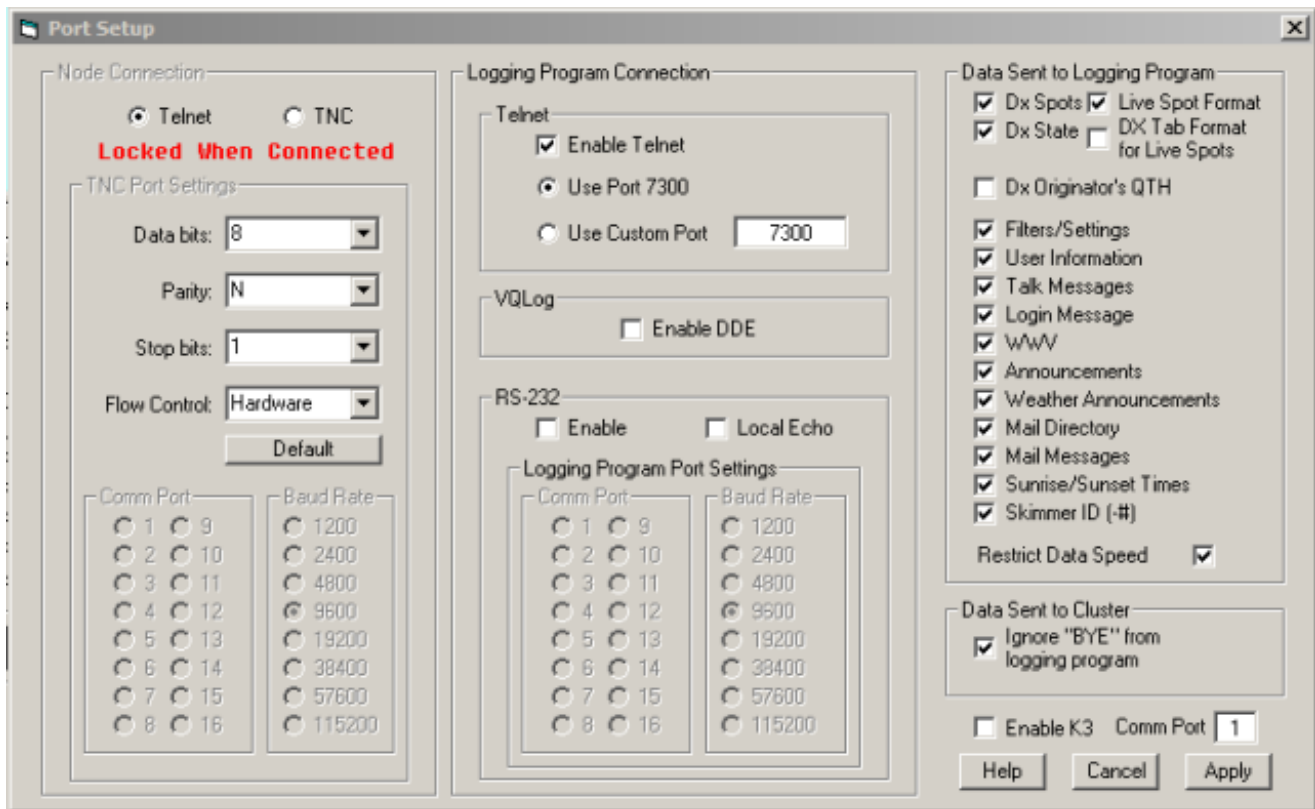 Port Setup
Node Connection
Telnet TNC
Locked When Connected
TNC Port Settings
Data bits: 8
Parity: N
Stop bits: 1
Flow Control: Hardware
Default
Comm Port
1 9
2 10
3 11
4 12
5 13
6 14
7 15
8 16
Baud Rate
1200
2400
4800
9600
19200
38400
57600
115200
Logging Program Connection
Telnet
Enable Telnet
Use Port 7300
Use Custom Port 7300
VQLog
Enable DDE
RS-232
Enable Local Echo
Logging Program Port Settings
Comm Port
1 9
2 10
3 11
4 12
5 13
6 14
7 15
8 16
Baud Rate
1200
2400
4800
9600
19200
38400
57600
115200
Data Sent to Logging Program
Dx Spots Live Spot Format
Dx State DX Tab Format
for Live Spots
Dx Originator's QTH
Filters/Settings
User Information
Talk Messages
Login Message
WWV
Announcements
Weather Announcements
Mail Directory
Mail Messages
Sunrise/Sunset Times
Skimmer ID (-#)
Restrict Data Speed
Data Sent to Cluster
Ignore "BYE" from
logging program
Enable K3 Comm Port 1
Help Cancel Apply